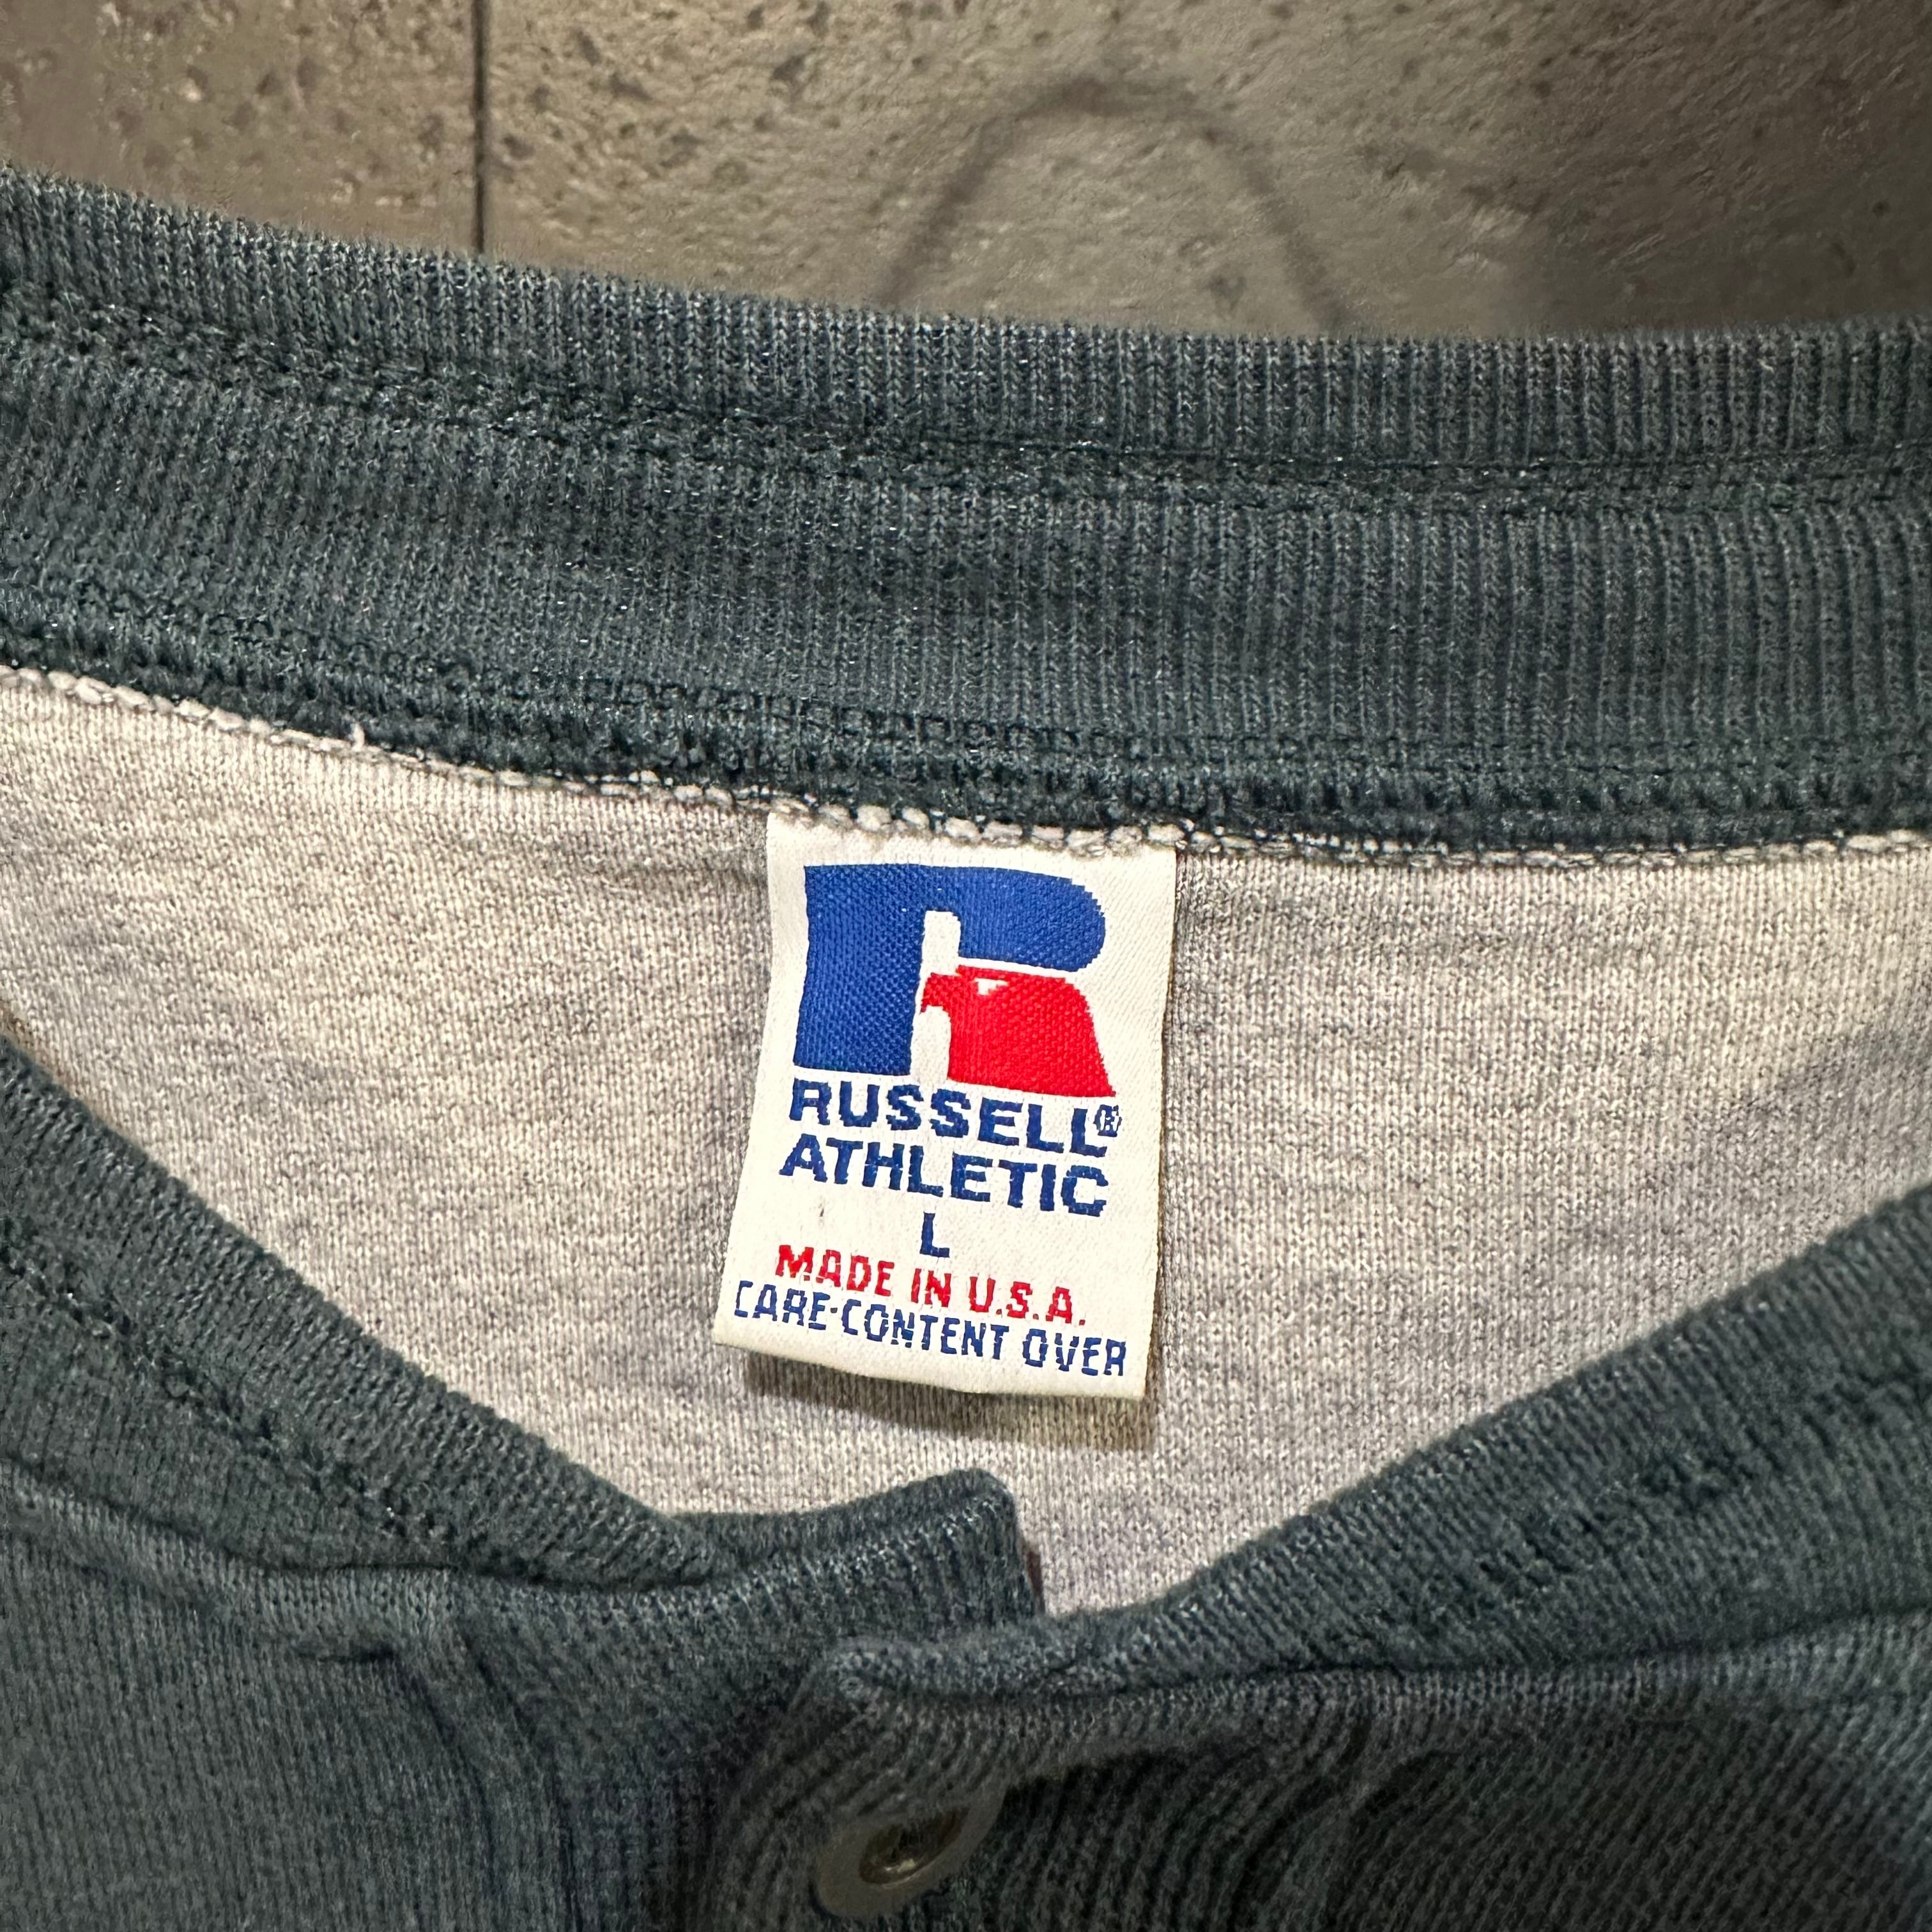 R
RUSSELL®
ATHLETIC
L
MADE IN U.S.A.
CARE-CONTENT OVER